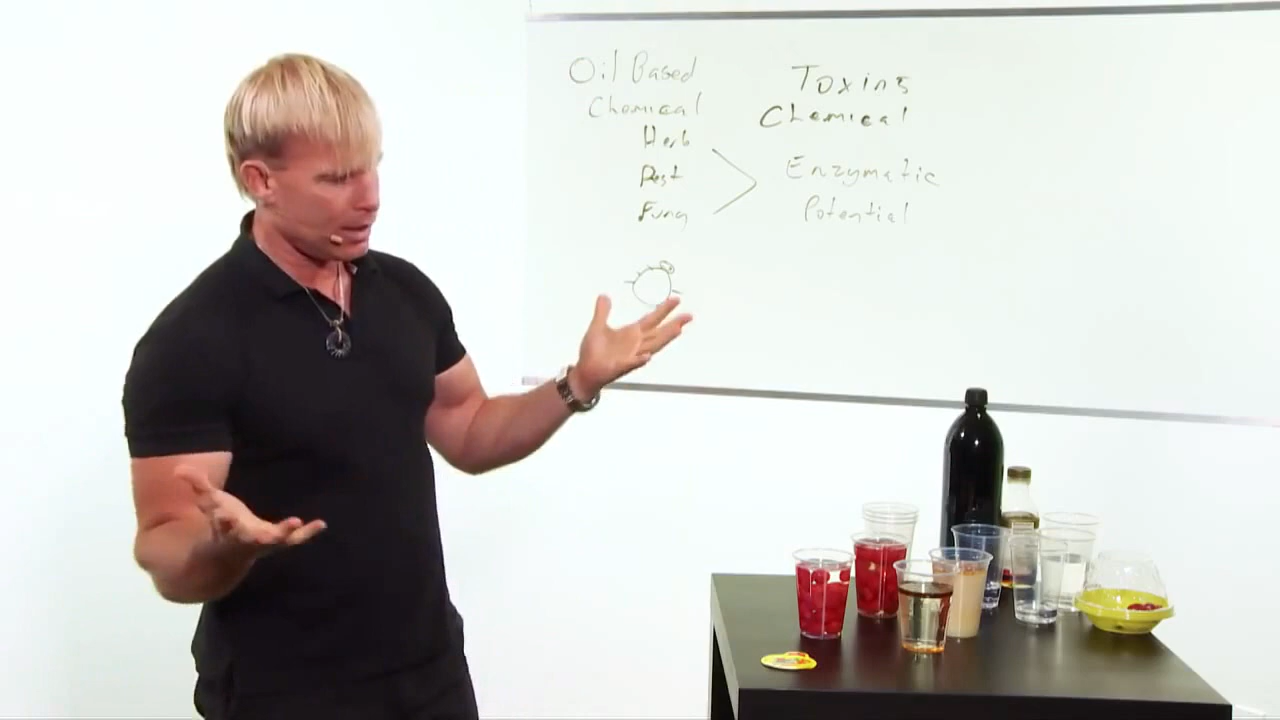 Oil Based
Chemical
Herb
Pest
Fung
Toxins
Chemical
Enzymatic
Potential